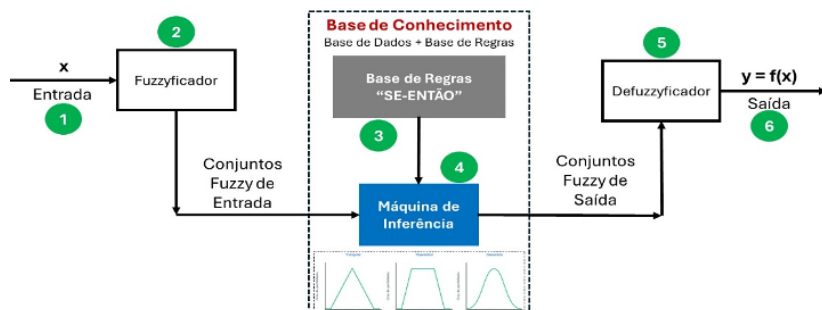 Base de Conhecimento
Base de Dados + Base de Regras
2
5
x
Fuzzyficador
Base de Regras
“SE-ENTÃO”
Defuzzyficador
y = f(x)
Entrada
Saída
1
6
3
4
Conjuntos
Fuzzy de
Entrada
Máquina de
Inferência
Conjuntos
Fuzzy de
Saída